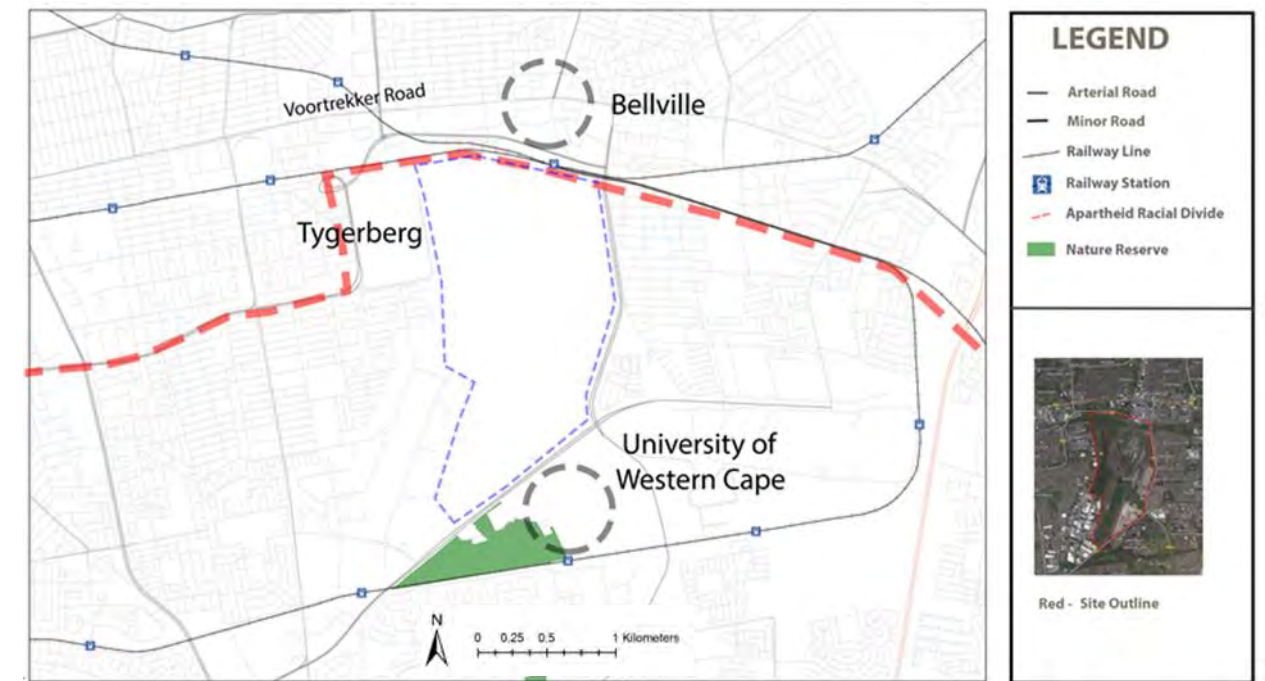 Voortrekker Road
Bellville
Tygerberg
University of
Western Cape
N
0 0.25 0.5 1 Kilometers
LEGEND
Arterial Road
Minor Road
Railway Line
Railway Station
Apartheid Racial Divide
Nature Reserve
Red - Site Outline